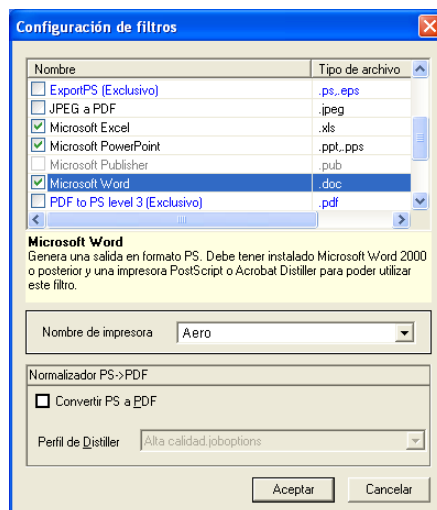 Configuración de filtros
Nombre Tipo de archivo
ExportPS (Exclusivo) .ps,.eps
JPEG a PDF .jpeg
Microsoft Excel .xls
Microsoft PowerPoint .ppt,.pps
Microsoft Publisher .pub
Microsoft Word .doc
PDF to PS level 3 (Exclusivo) .pdf
Microsoft Word
Genera una salida en formato PS. Debe tener instalado Microsoft Word 2000
o posterior y una impresora PostScript o Acrobat Distiller para poder utilizar
este filtro.
Nombre de impresora Aero
Normalizador PS->PDF
Convertir PS a PDF
Perfil de Distiller Alta calidad.joboptions
Aceptar Cancelar